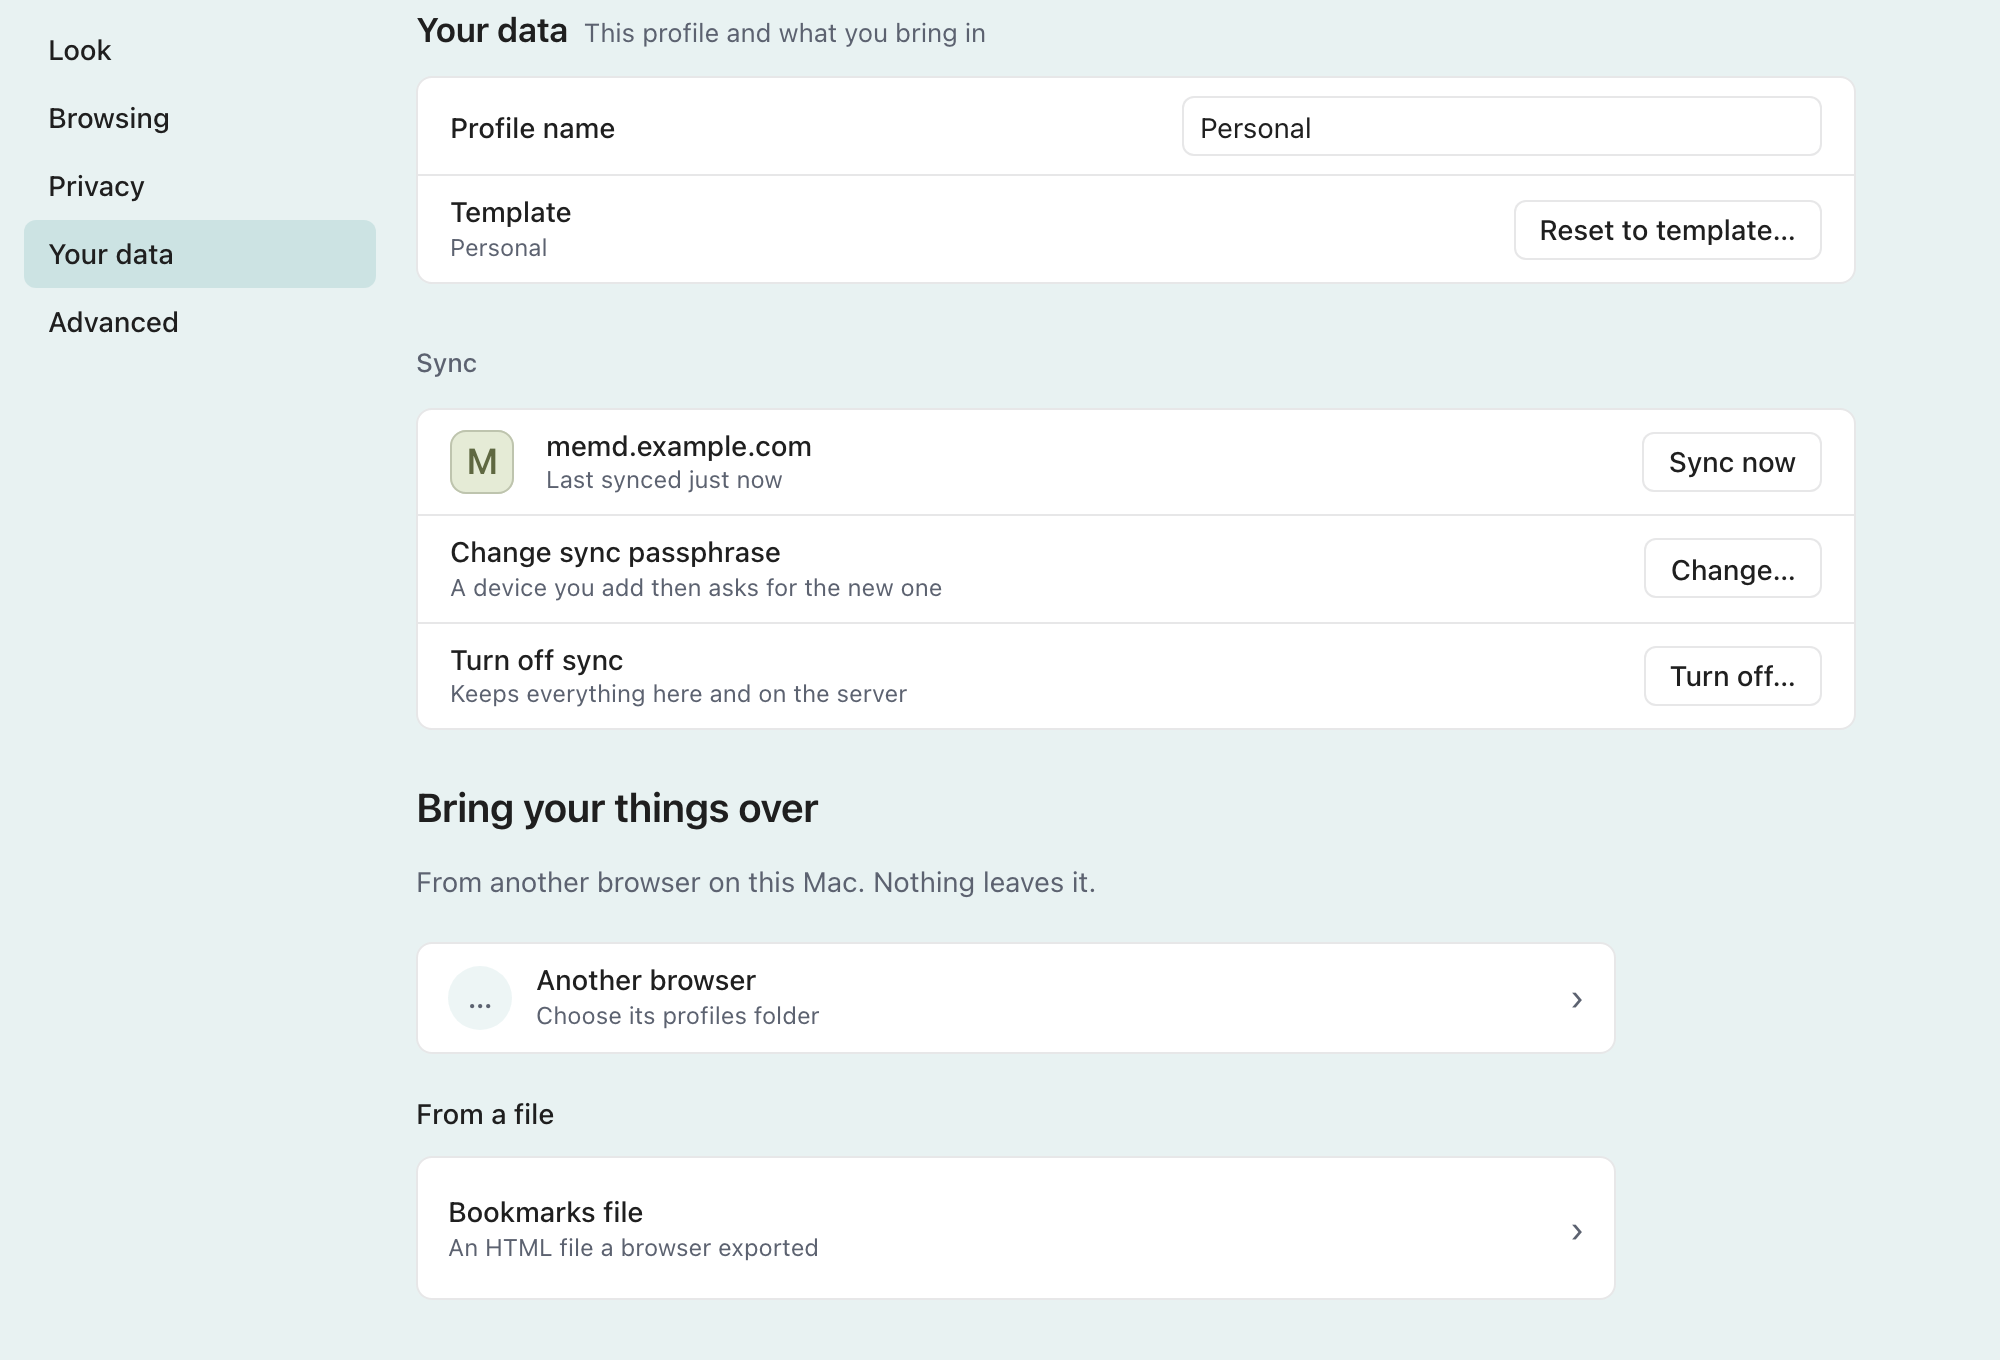 Look
Browsing
Privacy
Your data
Advanced
Your data This profile and what you bring in
Profile name
Personal
Template
Personal
Reset to template...
Sync
M
memd.example.com
Last synced just now
Sync now
Change sync passphrase
A device you add then asks for the new one
Change...
Turn off sync
Keeps everything here and on the server
Turn off...
Bring your things over
From another browser on this Mac. Nothing leaves it.
...
Another browser
Choose its profiles folder
›
From a file
Bookmarks file
An HTML file a browser exported
›